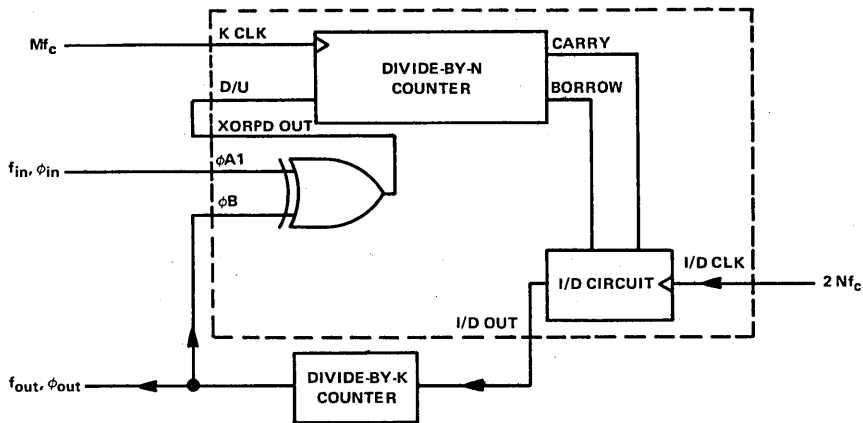 K CLK
Mfc
CARRY
DIVIDE-BY-N
COUNTER
D/U
BORROW
XORPD OUT
fin, ϕin
ϕA1
ϕB
I/D CLK
I/D CIRCUIT
2 Nfc
I/D OUT
fout, ϕout
DIVIDE-BY-K
COUNTER